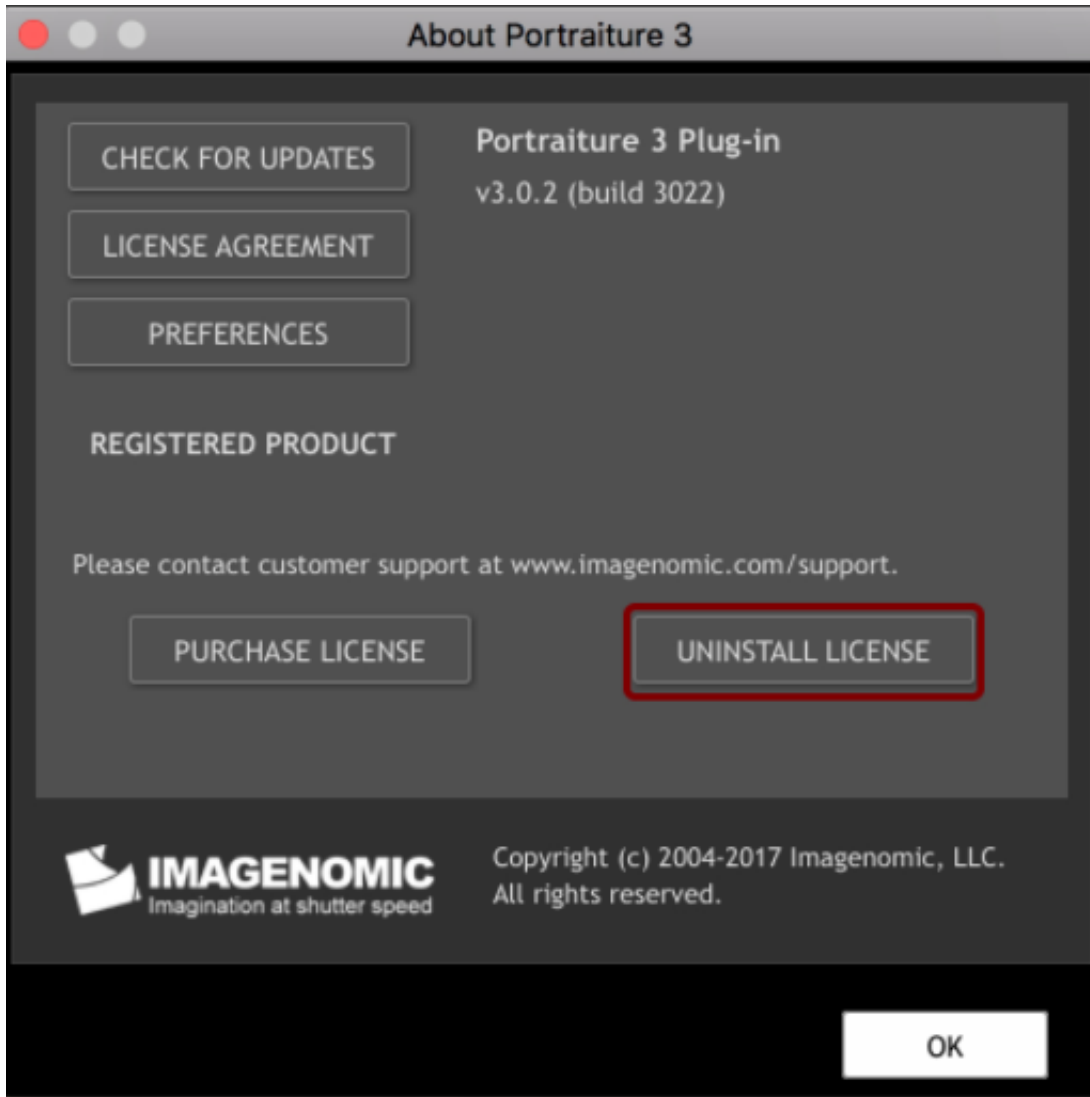 About Portraiture 3
CHECK FOR UPDATES
Portraiture 3 Plug-in
v3.0.2 (build 3022)
LICENSE AGREEMENT
PREFERENCES
REGISTERED PRODUCT
Please contact customer support at www.imagenomic.com/support.
PURCHASE LICENSE
UNINSTALL LICENSE
IMAGENOMIC
Imagination at shutter speed
Copyright (c) 2004-2017 Imagenomic, LLC.
All rights reserved.
OK